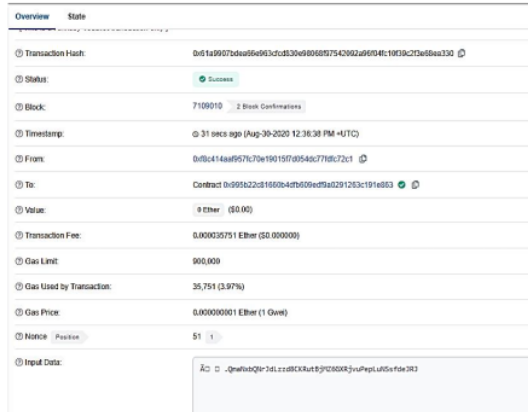 Overview State
Transaction Hash:
Status: Success
Block: 7109010 2 Block Confirmations
Timestamp: 31 secs ago (Aug-30-2020 12:36:38 PM +UTC)
From:
To: Contract
Value: 0 Ether ($0.00)
Transaction Fee: 0.000035751 Ether ($0.000000)
Gas Limit: 900,000
Gas Used by Transaction: 35,751 (3.97%)
Gas Price: 0.000000001 Ether (1 Gwei)
Nonce Position 51 1
Input Data: